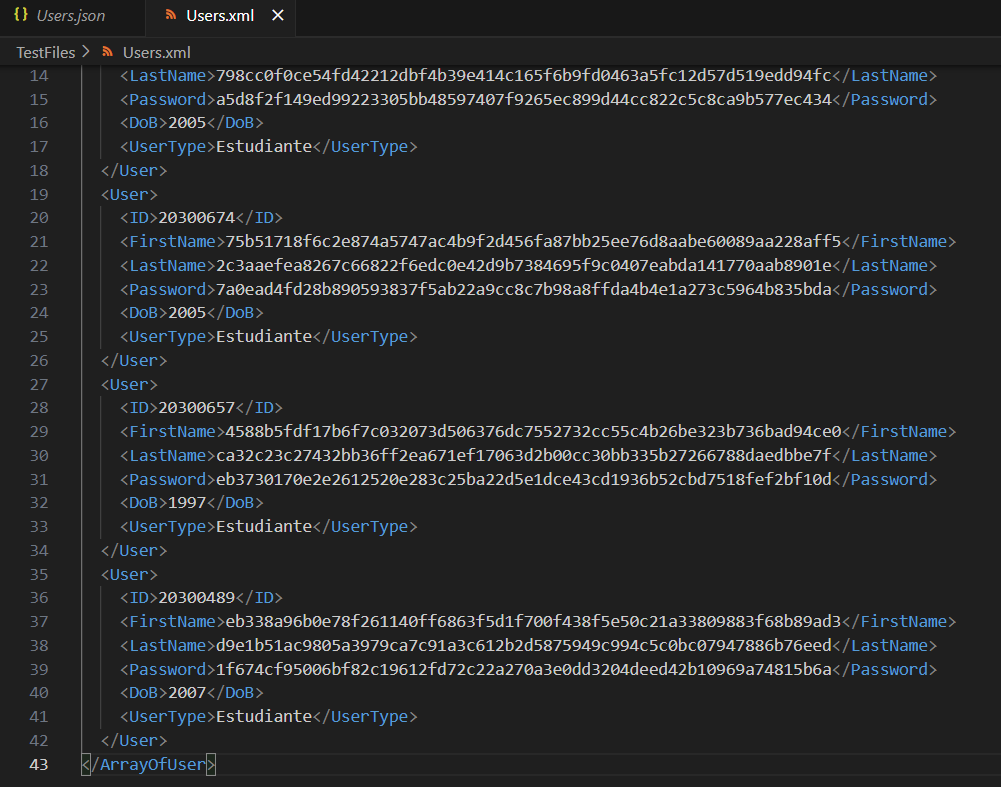 {} Users.json Users.xml ×
TestFiles > Users.xml
14 <LastName>798cc0f0ce54fd42212dbf4b39e414c165f6b9fd0463a5fc12d57d519edd94fc</LastName>
15 <Password>a5d8f2f149ed99223305bb48597407f9265ec899d44cc822c5c8ca9b577ec434</Password>
16 <DoB>2005</DoB>
17 <UserType>Estudiante</UserType>
18 </User>
19 <User>
20 <ID>20300674</ID>
21 <FirstName>75b51718f6c2e874a5747ac4b9f2d456fa87bb25ee76d8aabe60089aa228aff5</FirstName>
22 <LastName>2c3aaefea8267c66822f6edc0e42d9b7384695f9c0407eabda141770aab8901e</LastName>
23 <Password>7a0ead4fd28b890593837f5ab22a9cc8c7b98a8ffda4b4e1a273c5964b835bda</Password>
24 <DoB>2005</DoB>
25 <UserType>Estudiante</UserType>
26 </User>
27 <User>
28 <ID>20300657</ID>
29 <FirstName>4588b5fdf17b6f7c032073d506376dc7552732cc55c4b26be323b736bad94ce0</FirstName>
30 <LastName>ca32c23c27432bb36ff2ea671ef17063d2b00cc30bb335b27266788daedbbe7f</LastName>
31 <Password>eb3730170e2e2612520e283c25ba22d5e1dce43cd1936b52cbd7518fef2bf10d</Password>
32 <DoB>1997</DoB>
33 <UserType>Estudiante</UserType>
34 </User>
35 <User>
36 <ID>20300489</ID>
37 <FirstName>eb338a96b0e78f261140ff6863f5d1f700f438f5e50c21a33809883f68b89ad3</FirstName>
38 <LastName>d9e1b51ac9805a3979ca7c91a3c612b2d5875949c994c5c0bc07947886b76eed</LastName>
39 <Password>1f674cf95006bf82c19612fd72c22a270a3e0dd3204deed42b10969a74815b6a</Password>
40 <DoB>2007</DoB>
41 <UserType>Estudiante</UserType>
42 </User>
43 </ArrayOfUser>